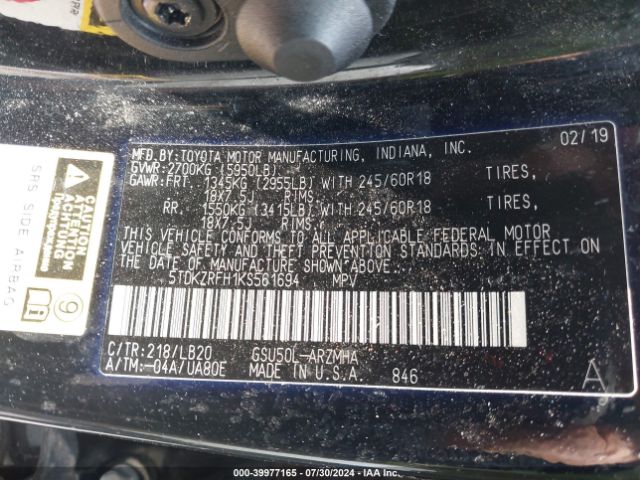 MFD.BY:TOYOTA MOTOR MANUFACTURING, INDIANA, INC. 02/19
GVWR:2700KG (5950LB)
GAWR:FRT. 1345KG (2955LB) WITH 245/60R18 TIRES,
18X7.5J RIMS
RR. 1550KG (3415LB) WITH 245/60R18 TIRES,
18X7.5J RIMS
THIS VEHICLE CONFORMS TO ALL APPLICABLE FEDERAL MOTOR
VEHICLE SAFETY AND THEFT PREVENTION STANDARDS IN EFFECT ON
THE DATE OF MANUFACTURE SHOWN ABOVE.
5TDKZRFH1KS561694 MPV
C/TR:218/LB20 GSU50L-ARZMHA
A/TM:-04A/UA80E MADE IN U.S.A. 846 A
CAUTION
ATTENTION
ACHTUNG
SRS SIDE AIRBAG
9
RR
000-39977165 - 07/30/2024 - IAA Inc.